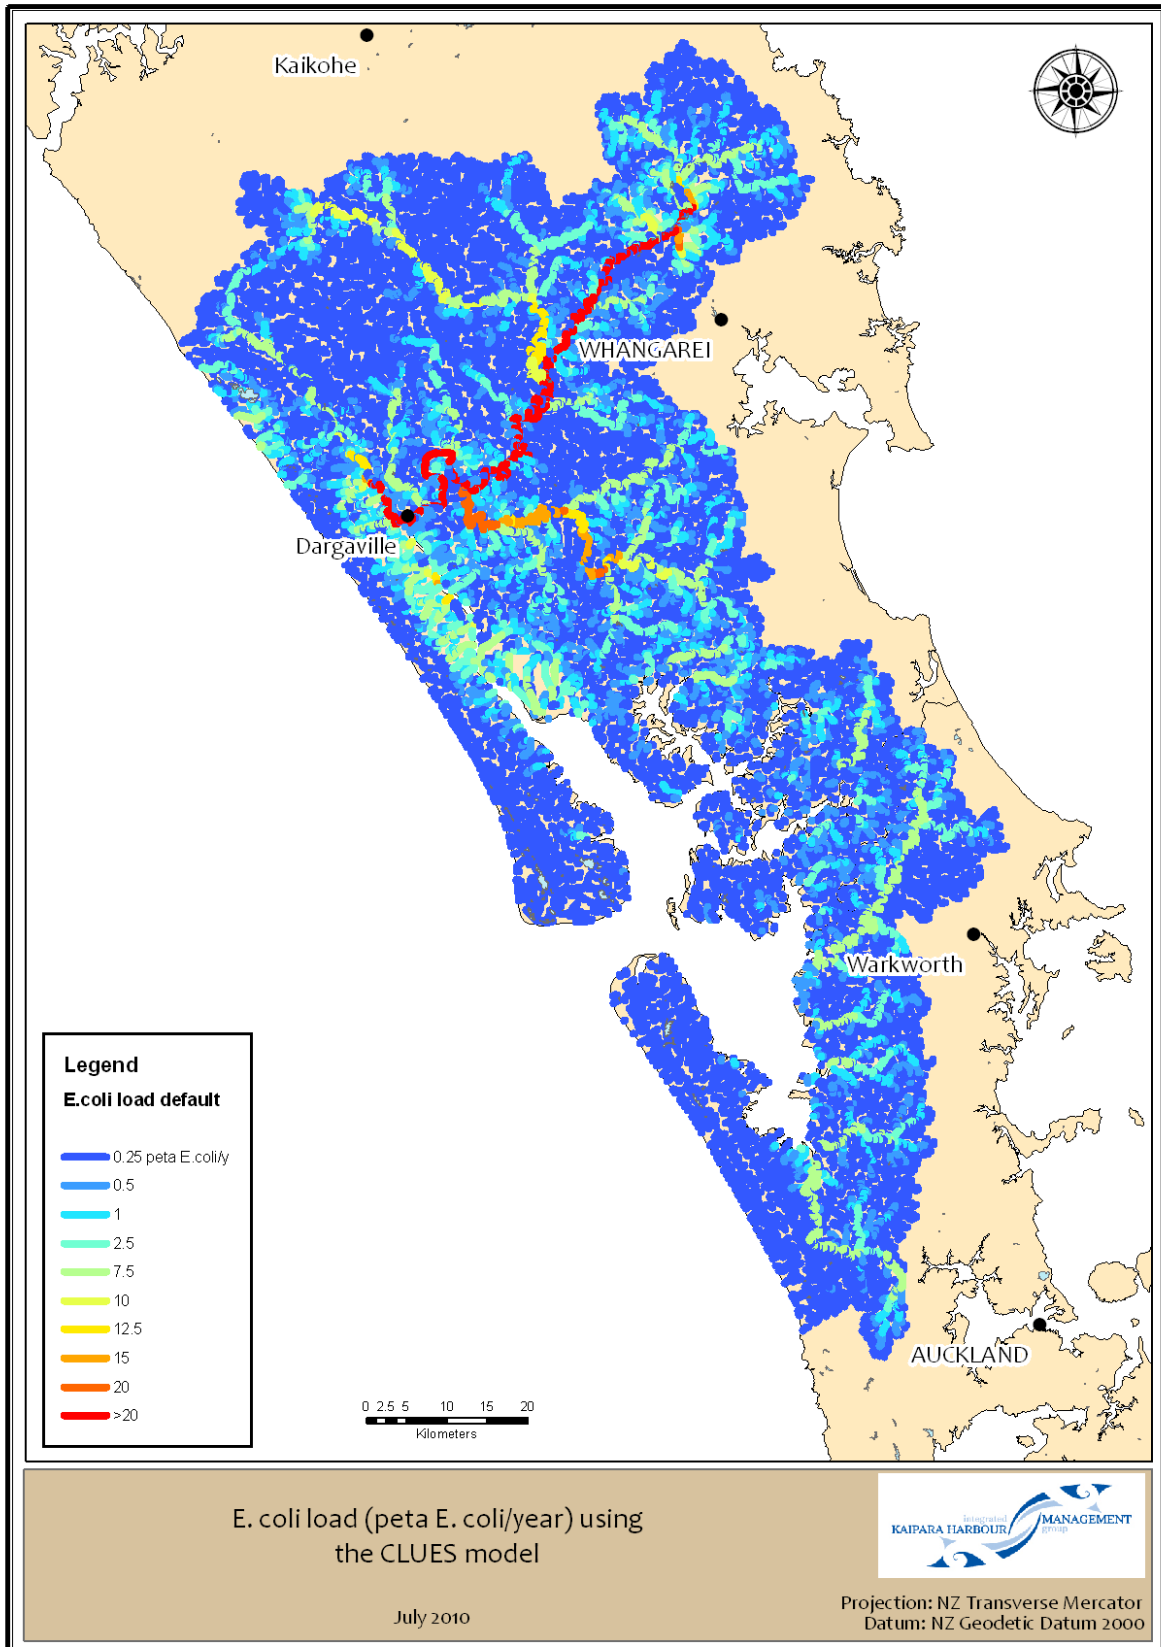 Kaikohe
WHANGAREI
Dargaville
Warkworth
AUCKLAND
Legend
E.coli load default
0.25 peta E.coli/y
0.5
1
2.5
7.5
10
12.5
15
20
>20
0 2.5 5 10 15 20
Kilometers
E. coli load (peta E. coli/year) using
the CLUES model
July 2010
integrated
KAIPARA HARBOUR MANAGEMENT
group
Projection: NZ Transverse Mercator
Datum: NZ Geodetic Datum 2000